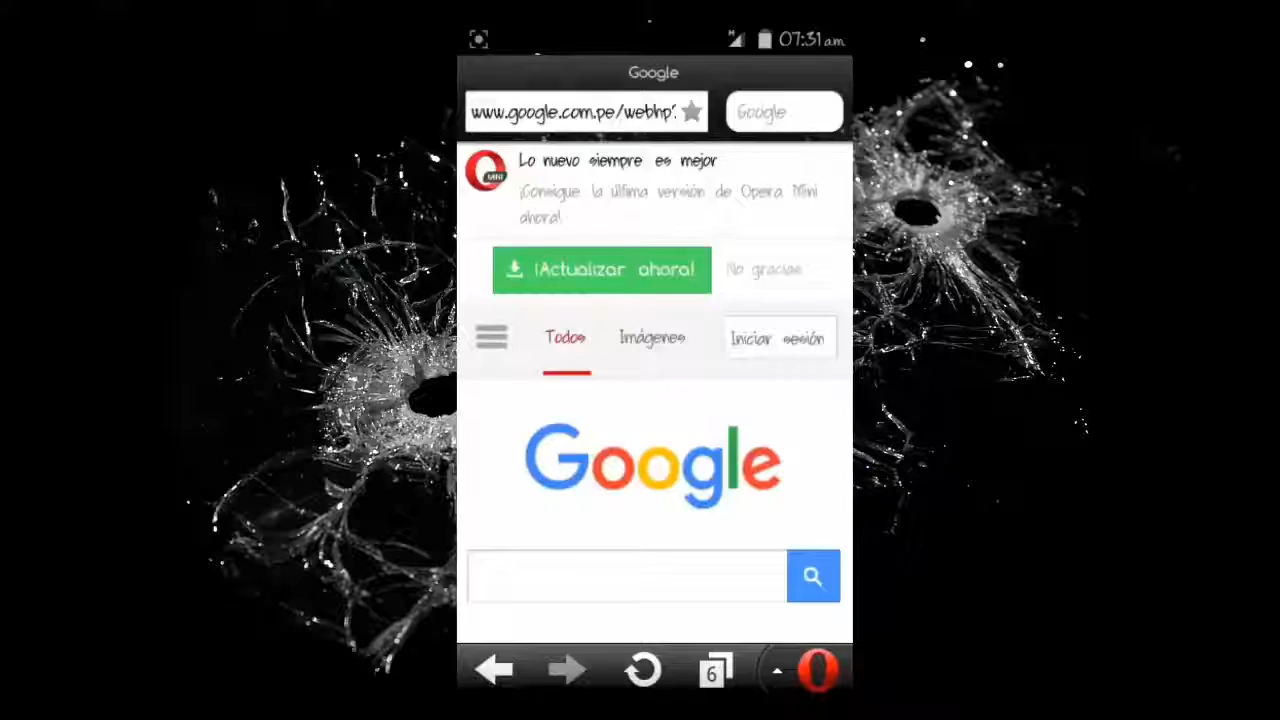 H 07:31 a.m.
Google
www.google.com.pe/webhp?
Google
MINI
Lo nuevo siempre es mejor
¡Consigue la última versión de Opera Mini
ahora!
¡Actualizar ahora!
No gracias
Todos
Imágenes
Iniciar sesión
Google
6